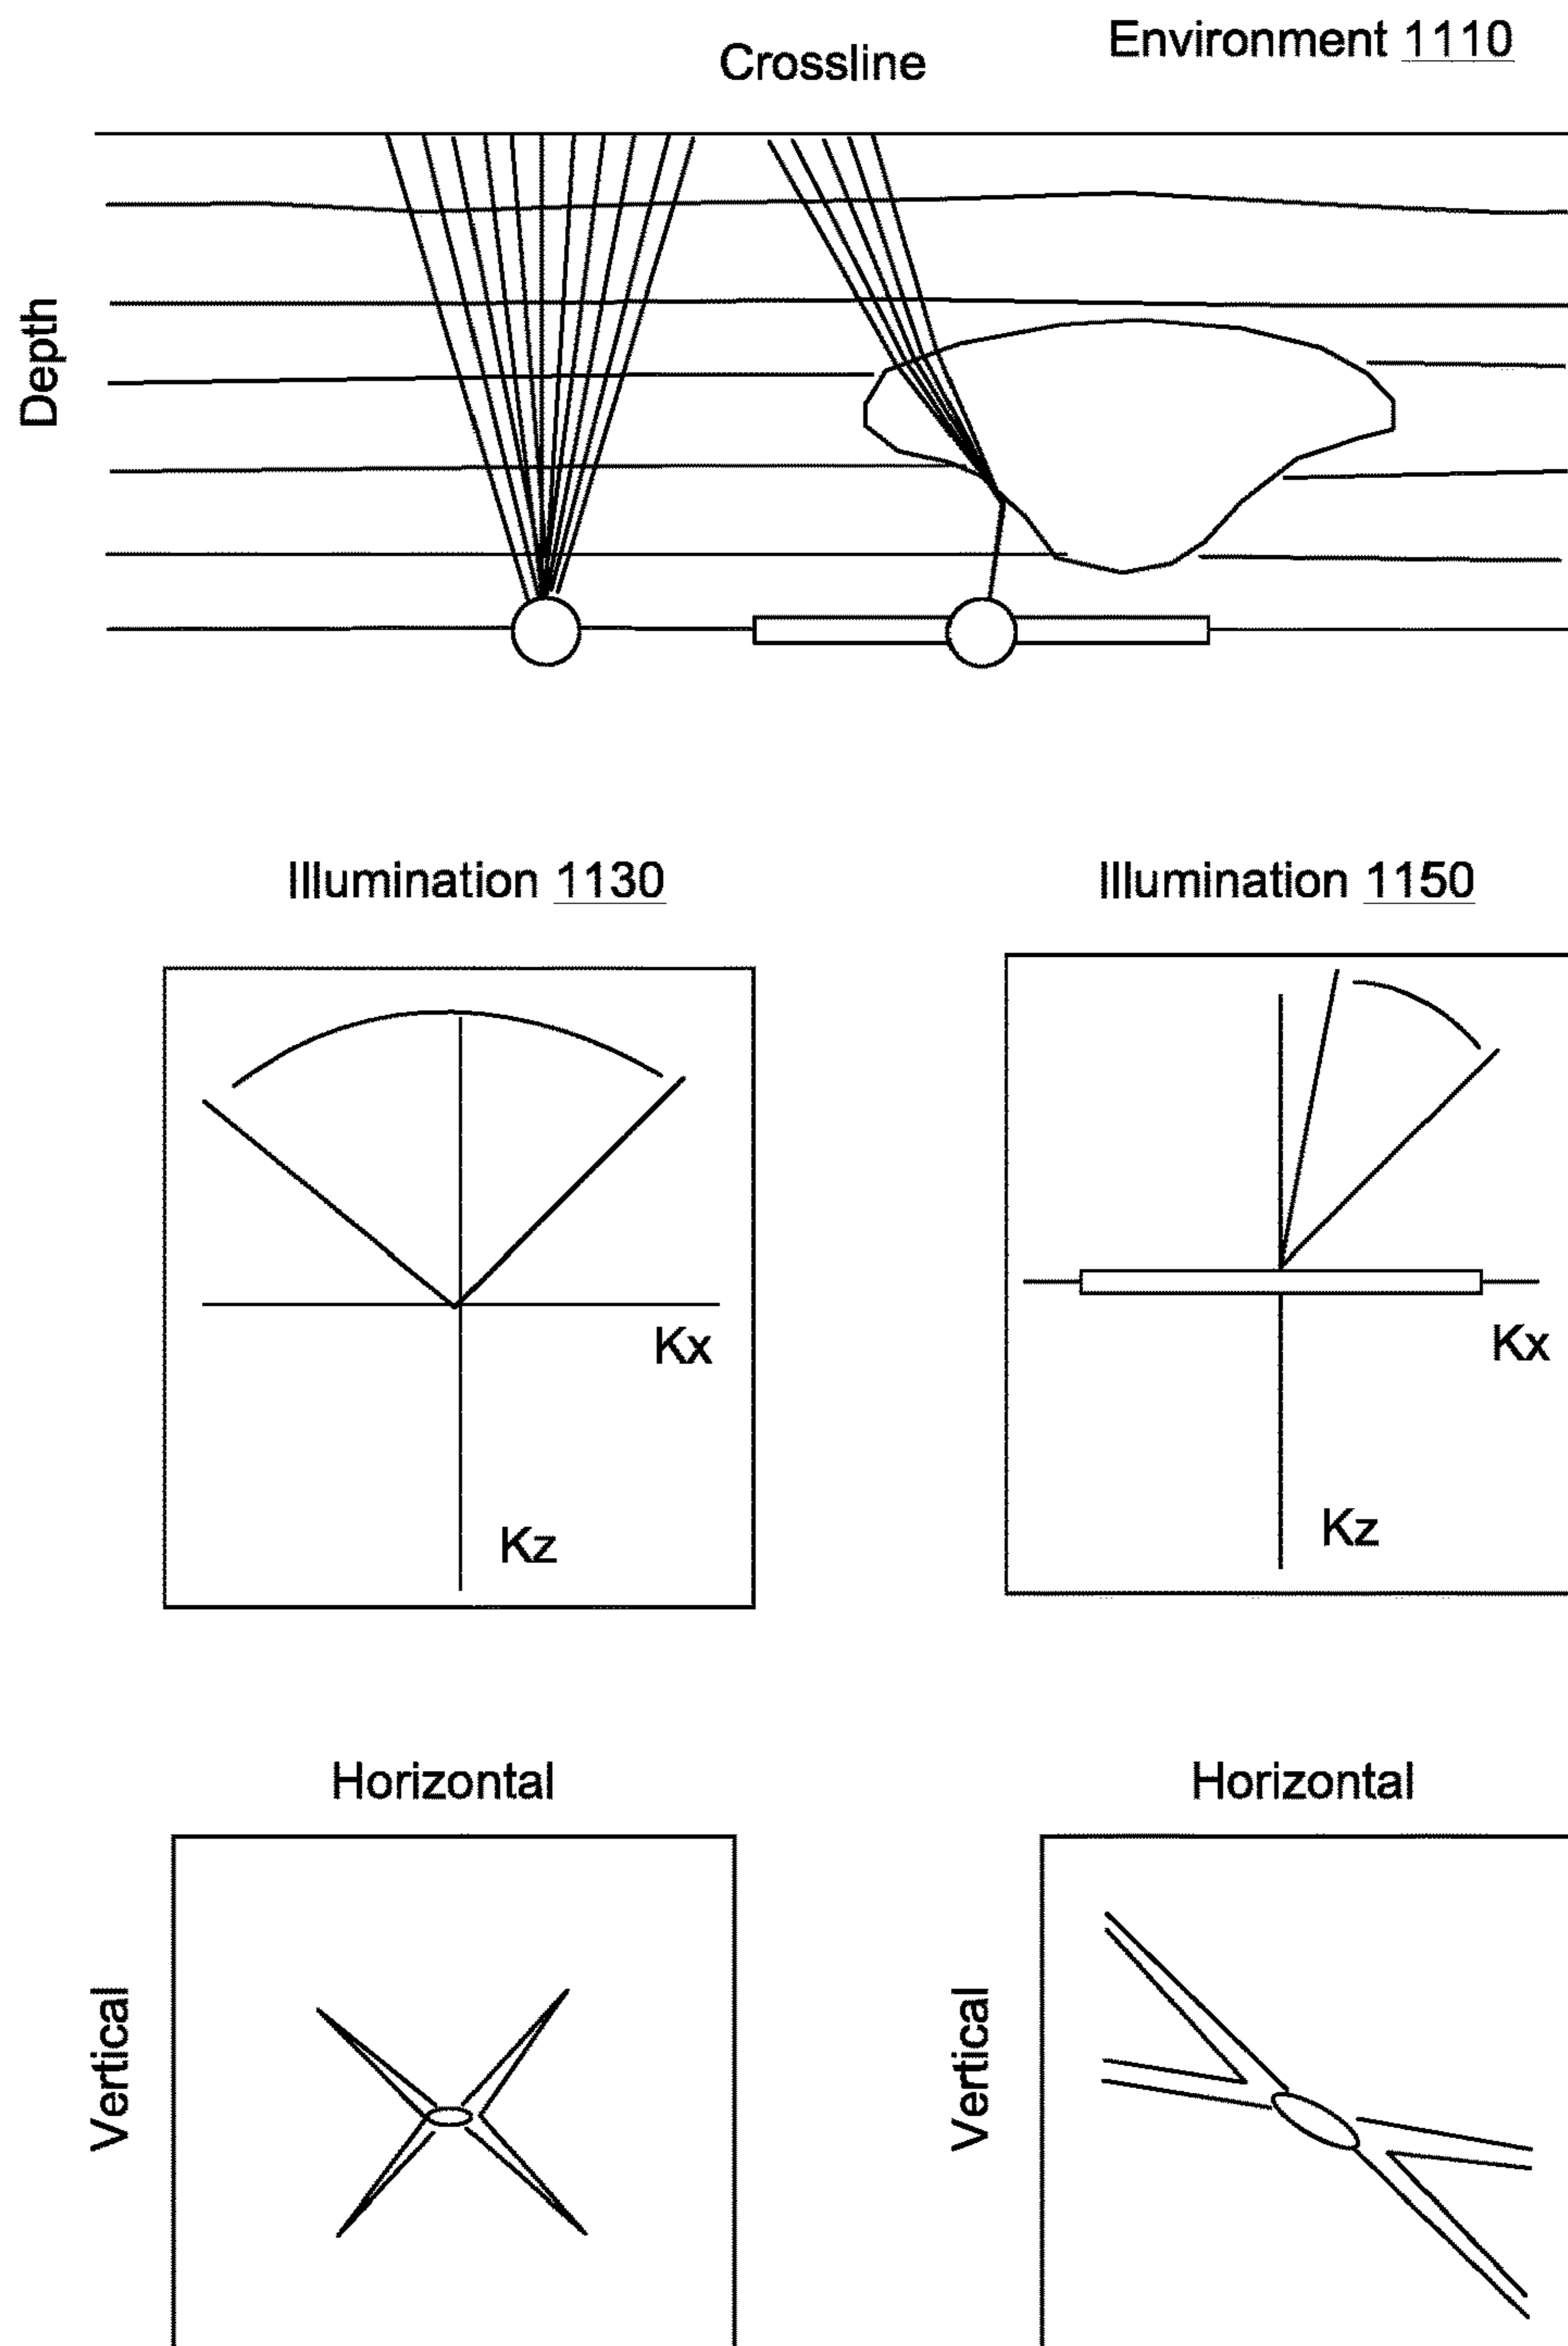 Environment 1110
Crossline
Depth
Illumination 1130
Illumination 1150
Kx
Kx
Kz
Kz
Horizontal
Horizontal
Vertical
Vertical